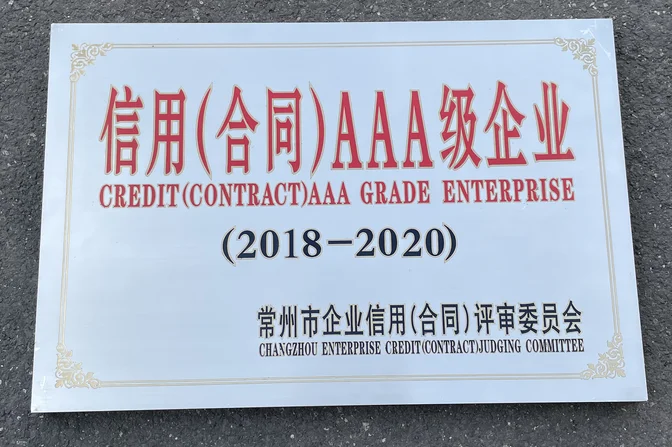 信用(合同)AAA级企业
CREDIT(CONTRACT)AAA GRADE ENTERPRISE
(2018-2020)
常州市企业信用(合同)评审委员会
CHANGZHOU ENTERPRISE CREDIT(CONTRACT)JUDGING COMMITTEE